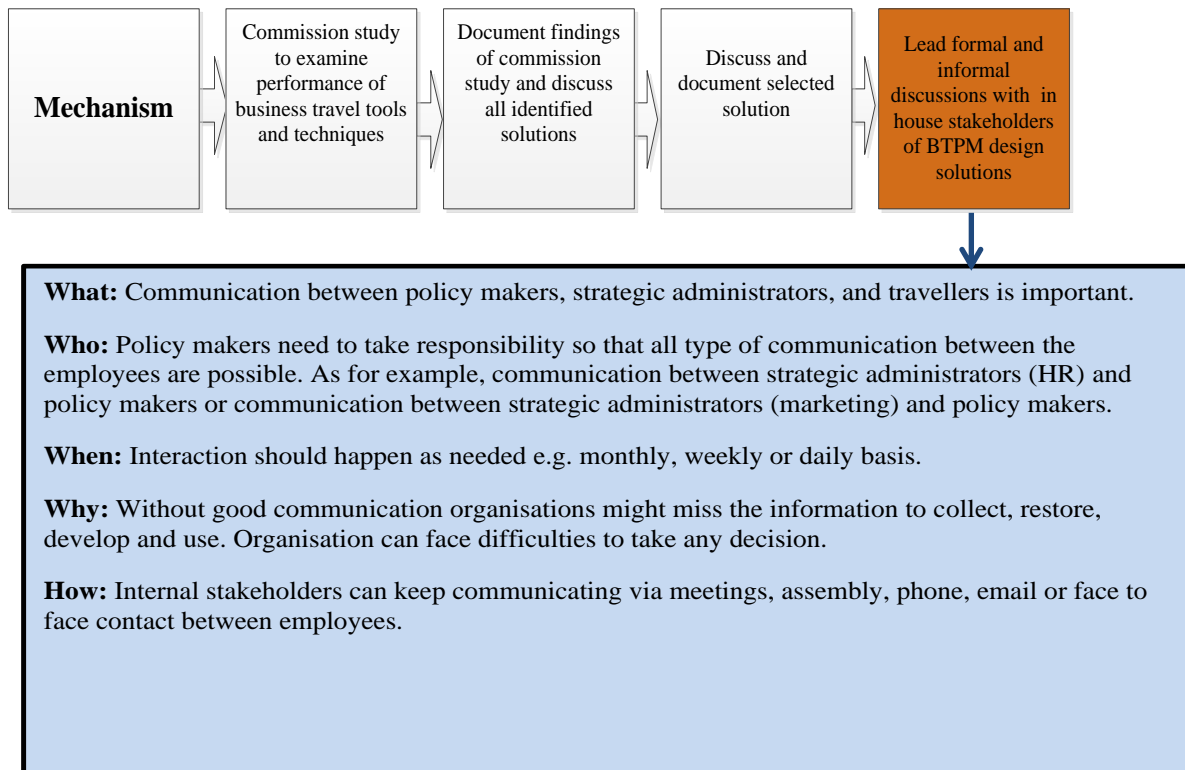 Mechanism
Commission study
to examine
performance of
business travel tools
and techniques
Document findings
of commission
study and discuss
all identified
solutions
Discuss and
document selected
solution
Lead formal and
informal
discussions with in
house stakeholders
of BTPM design
solutions
What: Communication between policy makers, strategic administrators, and travellers is important.
Who: Policy makers need to take responsibility so that all type of communication between the
employees are possible. As for example, communication between strategic administrators (HR) and
policy makers or communication between strategic administrators (marketing) and policy makers.
When: Interaction should happen as needed e.g. monthly, weekly or daily basis.
Why: Without good communication organisations might miss the information to collect, restore,
develop and use. Organisation can face difficulties to take any decision.
How: Internal stakeholders can keep communicating via meetings, assembly, phone, email or face to
face contact between employees.